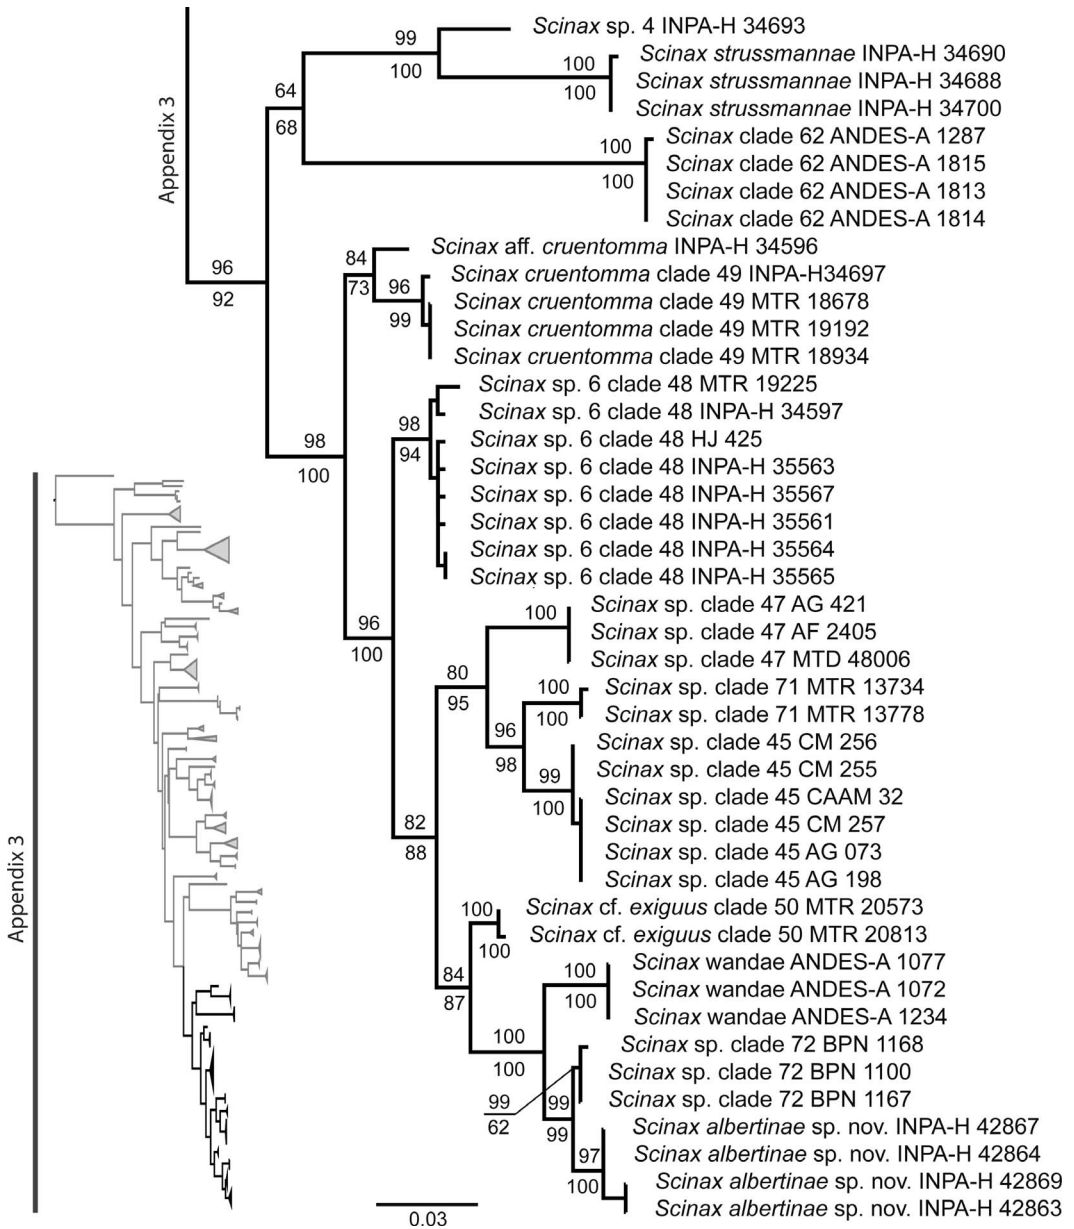 Appendix 3
99
100
Scinax sp. 4 INPA-H 34693
100
100
Scinax strussmannae INPA-H 34690
Scinax strussmannae INPA-H 34688
Scinax strussmannae INPA-H 34700
64
68
100
100
Scinax clade 62 ANDES-A 1287
Scinax clade 62 ANDES-A 1815
Scinax clade 62 ANDES-A 1813
Scinax clade 62 ANDES-A 1814
96
92
84
73
Scinax aff. cruentomma INPA-H 34596
96
99
Scinax cruentomma clade 49 INPA-H34697
Scinax cruentomma clade 49 MTR 18678
Scinax cruentomma clade 49 MTR 19192
Scinax cruentomma clade 49 MTR 18934
98
100
98
94
Scinax sp. 6 clade 48 MTR 19225
Scinax sp. 6 clade 48 INPA-H 34597
Scinax sp. 6 clade 48 HJ 425
Scinax sp. 6 clade 48 INPA-H 35563
Scinax sp. 6 clade 48 INPA-H 35567
Scinax sp. 6 clade 48 INPA-H 35561
Scinax sp. 6 clade 48 INPA-H 35564
Scinax sp. 6 clade 48 INPA-H 35565
96
100
100
Scinax sp. clade 47 AG 421
Scinax sp. clade 47 AF 2405
Scinax sp. clade 47 MTD 48006
80
95
100
100
Scinax sp. clade 71 MTR 13734
Scinax sp. clade 71 MTR 13778
96
98
99
100
Scinax sp. clade 45 CM 256
Scinax sp. clade 45 CM 255
Scinax sp. clade 45 CAAM 32
Scinax sp. clade 45 CM 257
Scinax sp. clade 45 AG 073
Scinax sp. clade 45 AG 198
82
88
100
100
Scinax cf. exiguus clade 50 MTR 20573
Scinax cf. exiguus clade 50 MTR 20813
84
87
100
100
Scinax wandae ANDES-A 1077
Scinax wandae ANDES-A 1072
Scinax wandae ANDES-A 1234
100
100
99
62
Scinax sp. clade 72 BPN 1168
Scinax sp. clade 72 BPN 1100
Scinax sp. clade 72 BPN 1167
99
99
97
100
Scinax albertinae sp. nov. INPA-H 42867
Scinax albertinae sp. nov. INPA-H 42864
Scinax albertinae sp. nov. INPA-H 42869
Scinax albertinae sp. nov. INPA-H 42863
Appendix 3
0.03